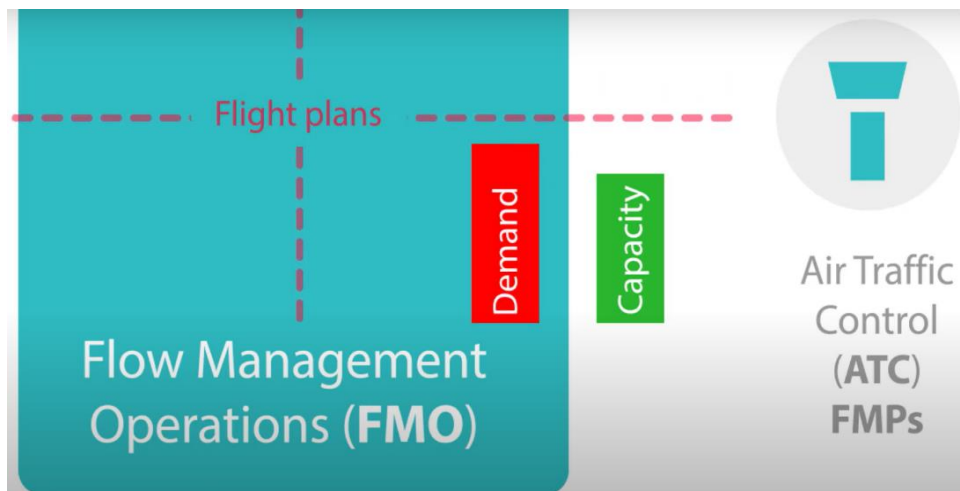 Flight plans
Demand
Capacity
Flow Management
Operations (FMO)
Air Traffic
Control
(ATC)
FMPs